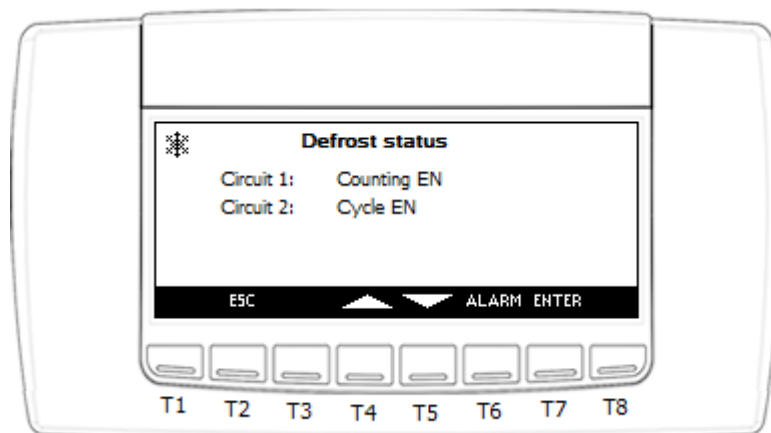 Defrost status
Circuit 1: Counting EN
Circuit 2: Cycle EN
ESC ALARM ENTER
T1 T2 T3 T4 T5 T6 T7 T8